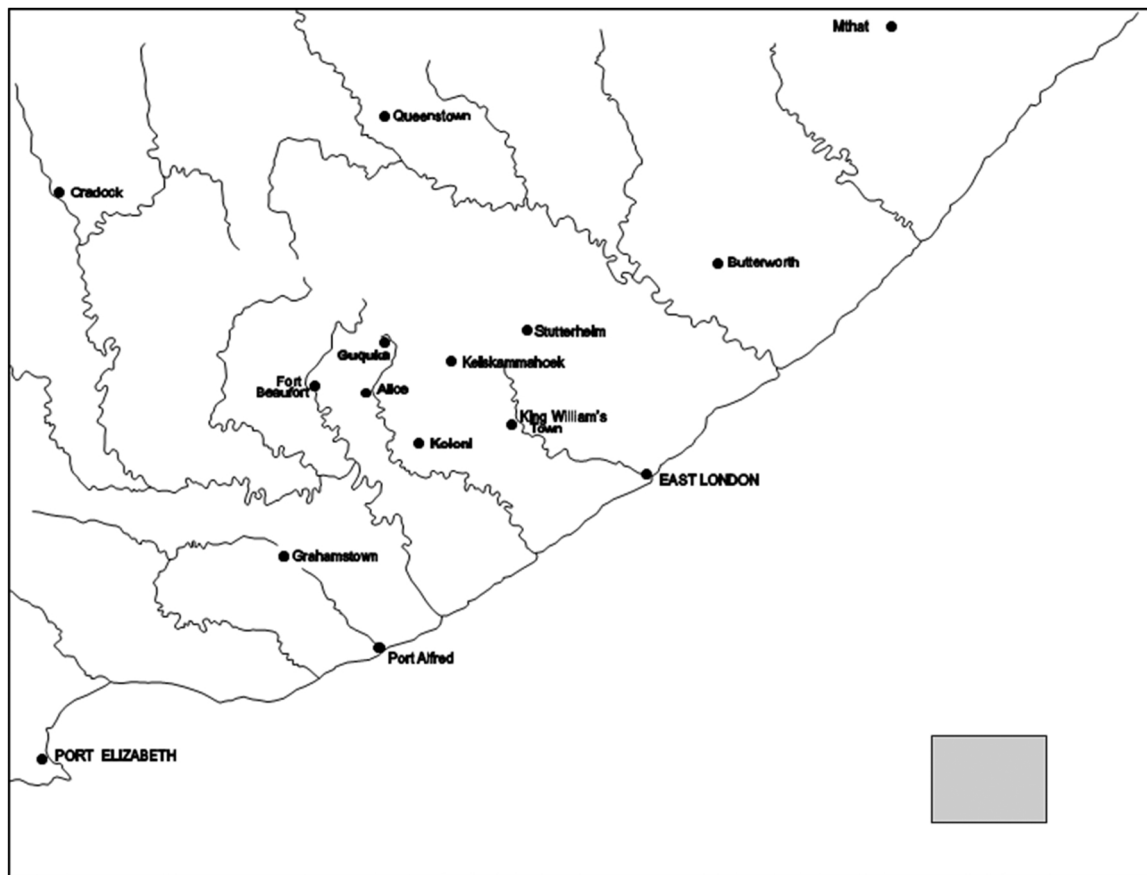 Mthat
Queenstown
Cradock
Butterworth
Stutterheim
Guquka
Keiskammahoek
Fort
Beaufort
Alice
King William's
Town
Koloni
EAST LONDON
Grahamstown
Port Alfred
PORT ELIZABETH